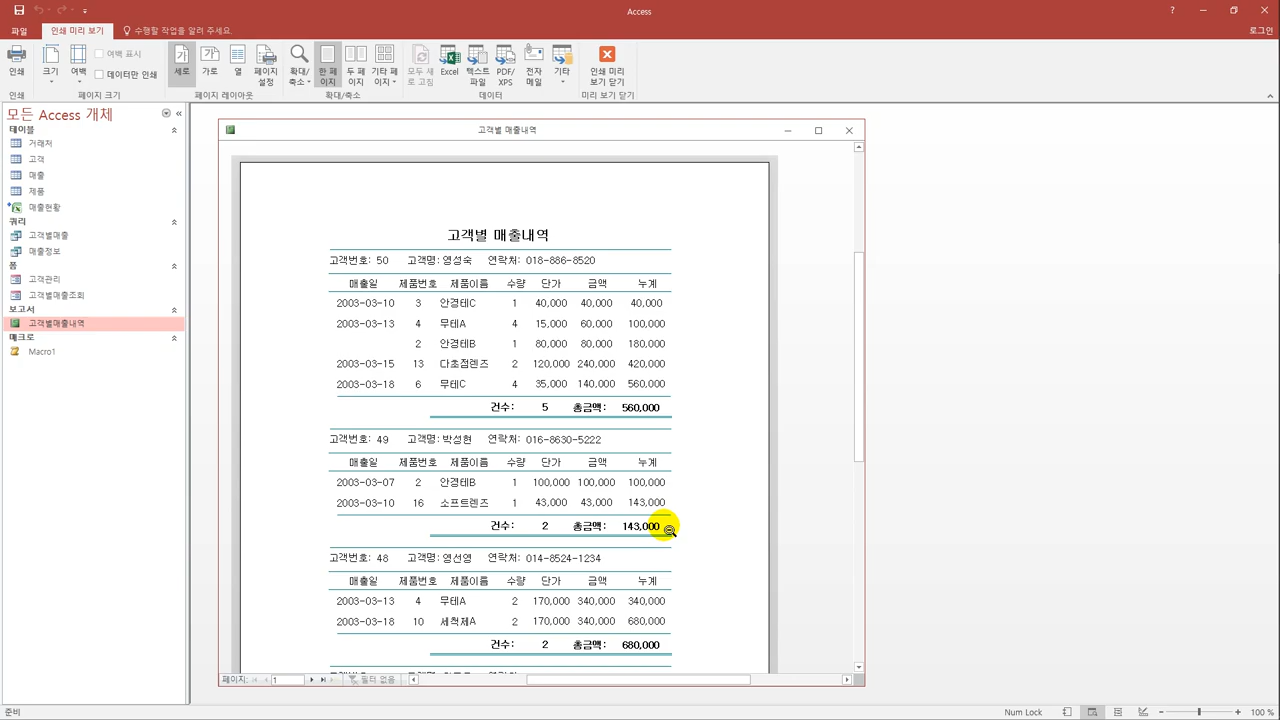 Access
로그인
파일 인쇄 미리 보기 수행할 작업을 알려 주세요.
인쇄 크기 여백 여백 표시 데이터만 인쇄 세로 가로 열 페이지 설정 확대/축소 한 페이지 두 페이지 기타 페이지 모두 새로 고침 Excel 텍스트 파일 PDF/XPS 전자 메일 기타 인쇄 미리 보기 닫기
인쇄 페이지 크기 페이지 레이아웃 확대/축소 데이터 미리 보기 닫기
모든 Access 개체
테이블
거래처
고객
매출
제품
매출현황
쿼리
고객별매출
매출정보
폼
고객관리
고객별매출조회
보고서
고객별매출내역
매크로
Macro1
고객별 매출내역
고객별 매출내역
고객번호: 50 고객명: 영성숙 연락처: 018-886-8520
매출일 제품번호 제품이름 수량 단가 금액 누계
2003-03-10 3 안경테C 1 40,000 40,000 40,000
2003-03-13 4 무테A 4 15,000 60,000 100,000
2 안경테B 1 80,000 80,000 180,000
2003-03-15 13 다초점렌즈 2 120,000 240,000 420,000
2003-03-18 6 무테C 4 35,000 140,000 560,000
건수: 5 총금액: 560,000
고객번호: 49 고객명: 박성현 연락처: 016-8630-5222
매출일 제품번호 제품이름 수량 단가 금액 누계
2003-03-07 2 안경테B 1 100,000 100,000 100,000
2003-03-10 16 소프트렌즈 1 43,000 43,000 143,000
건수: 2 총금액: 143,000
고객번호: 48 고객명: 영선영 연락처: 014-8524-1234
매출일 제품번호 제품이름 수량 단가 금액 누계
2003-03-13 4 무테A 2 170,000 340,000 340,000
2003-03-18 10 세척제A 2 170,000 340,000 680,000
건수: 2 총금액: 680,000
페이지: 1 필터 없음
준비 Num Lock 100 %